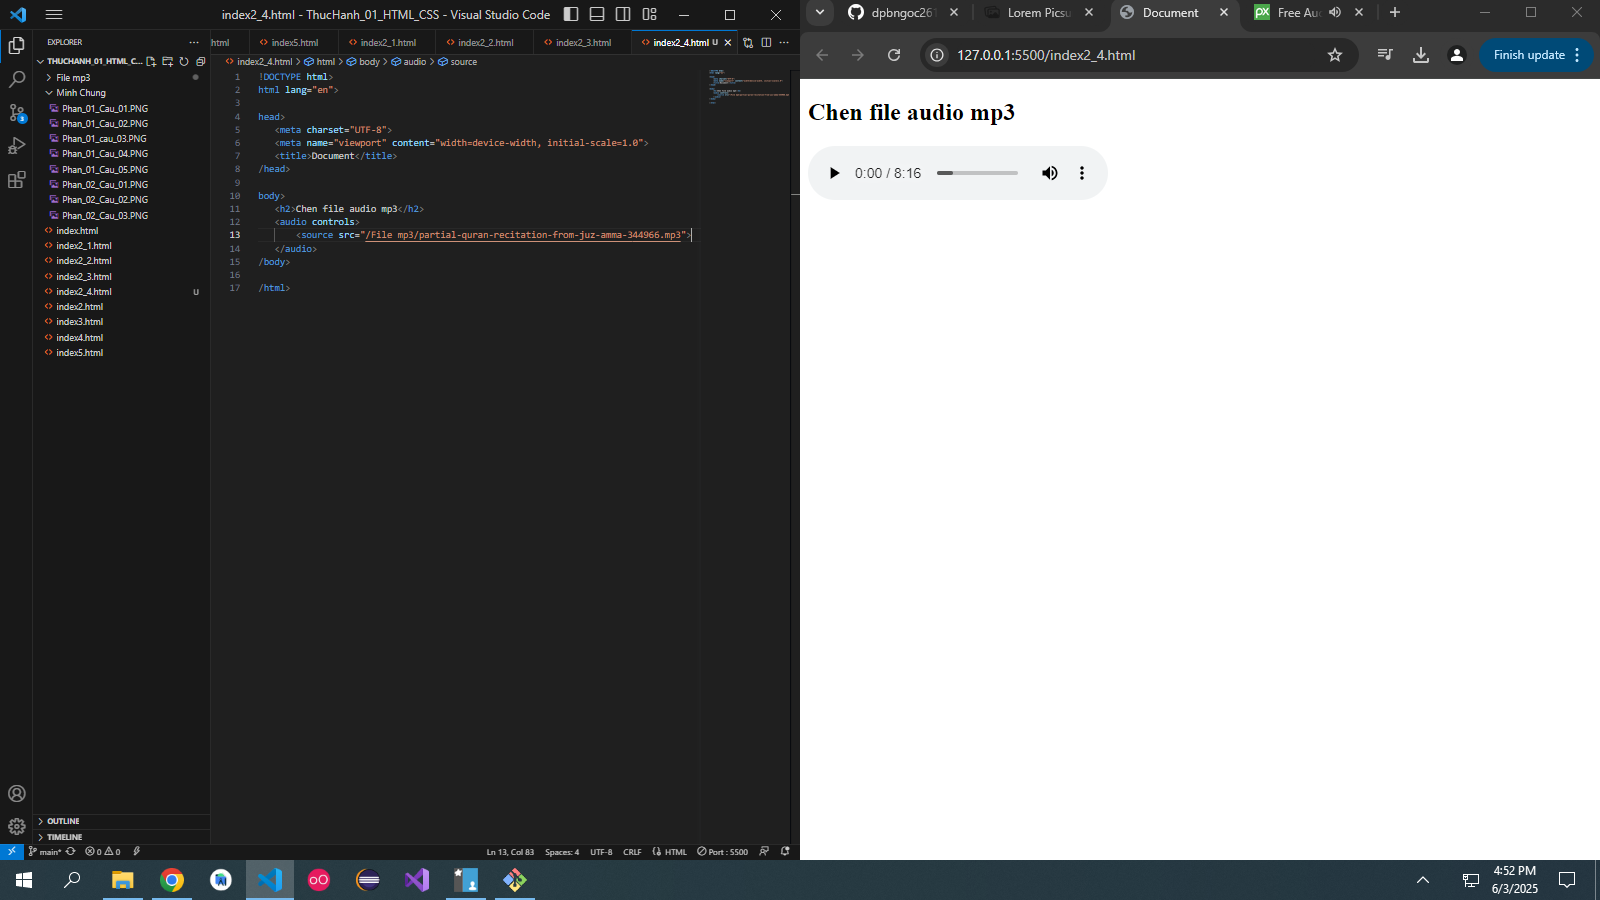 index2_4.html - ThucHanh_01_HTML_CSS - Visual Studio Code
EXPLORER
THUCHANH_01_HTML_C...
File mp3
Minh Chung
Phan_01_Cau_01.PNG
Phan_01_Cau_02.PNG
Phan_01_cau_03.PNG
Phan_01_Cau_04.PNG
Phan_01_Cau_05.PNG
Phan_02_Cau_01.PNG
Phan_02_Cau_02.PNG
Phan_02_Cau_03.PNG
index.html
index2_1.html
index2_2.html
index2_3.html
index2_4.html U
index2.html
index3.html
index4.html
index5.html
OUTLINE
TIMELINE
html index5.html index2_1.html index2_2.html index2_3.html index2_4.html U
index2_4.html > html > body > audio > source
1 !DOCTYPE html>
2 html lang="en">
3
4 head>
5 <meta charset="UTF-8">
6 <meta name="viewport" content="width=device-width, initial-scale=1.0">
7 <title>Document</title>
8 /head>
9
10 body>
11 <h2>Chen file audio mp3</h2>
12 <audio controls>
13 <source src="/File mp3/partial-quran-recitation-from-juz-amma-344966.mp3">
14 </audio>
15 /body>
16
17 /html>
main* 0 0 Ln 13, Col 83 Spaces: 4 UTF-8 CRLF HTML Port : 5500
dpbngoc261 Lorem Picsu Document Free Au
127.0.0.1:5500/index2_4.html
Finish update
Chen file audio mp3
0:00 / 8:16
4:52 PM
6/3/2025